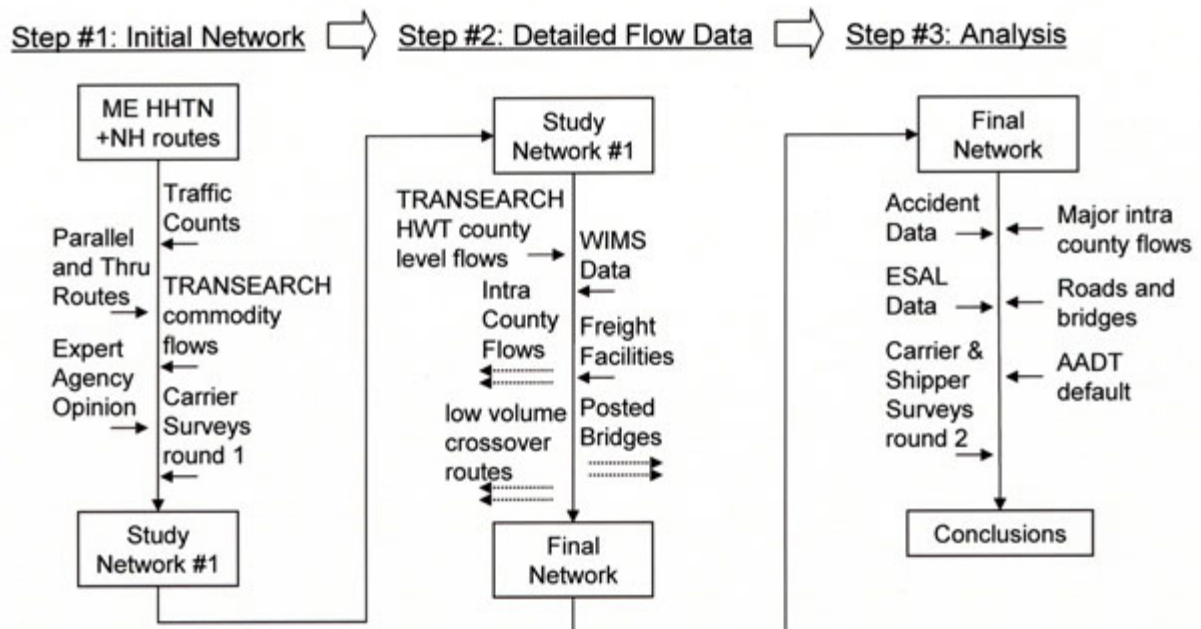 Step #1: Initial Network
Step #2: Detailed Flow Data
Step #3: Analysis
ME HHTN
+NH routes
Traffic
Counts
Parallel
and Thru
Routes
TRANSEARCH
commodity
flows
Expert
Agency
Opinion
Carrier
Surveys
round 1
Study
Network #1
Study
Network #1
TRANSEARCH
HWT county
level flows
WIMS
Data
Intra
County
Flows
Freight
Facilities
low volume
crossover
routes
Posted
Bridges
Final
Network
Final
Network
Accident
Data
Major intra
county flows
ESAL
Data
Roads and
bridges
Carrier &
Shipper
Surveys
round 2
AADT
default
Conclusions